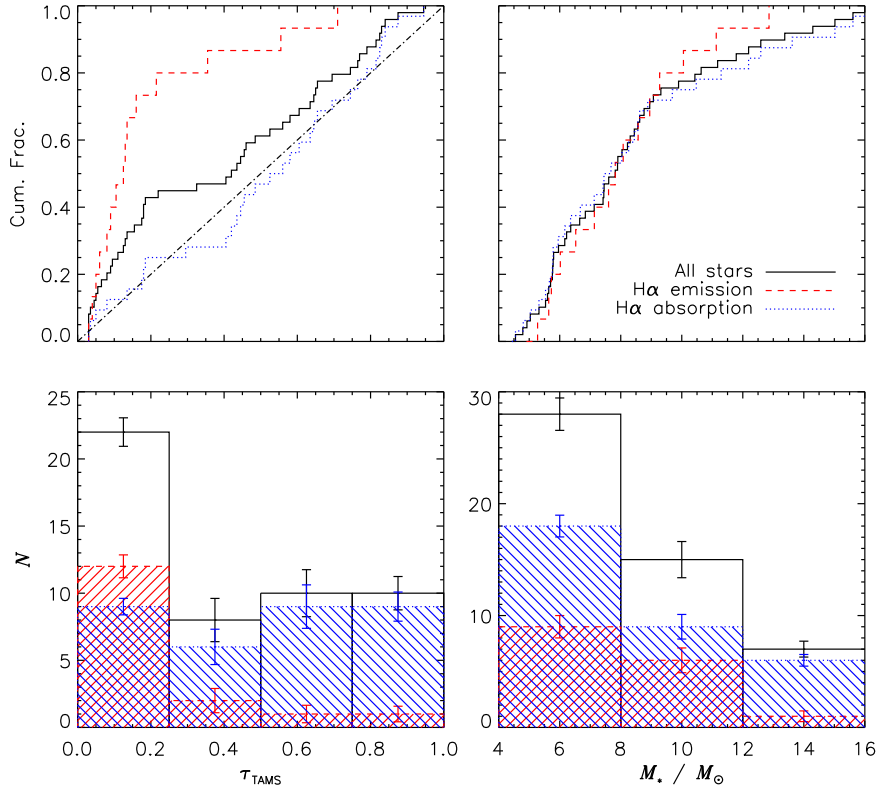 Cum. Frac.
1.0
0.8
0.6
0.4
0.2
0.0
All stars
Hα emission
Hα absorption
N
25
20
15
10
5
0
0.0 0.2 0.4 0.6 0.8 1.0
τTAMS
30
20
10
0
4 6 8 10 12 14 16
M* / M⊙